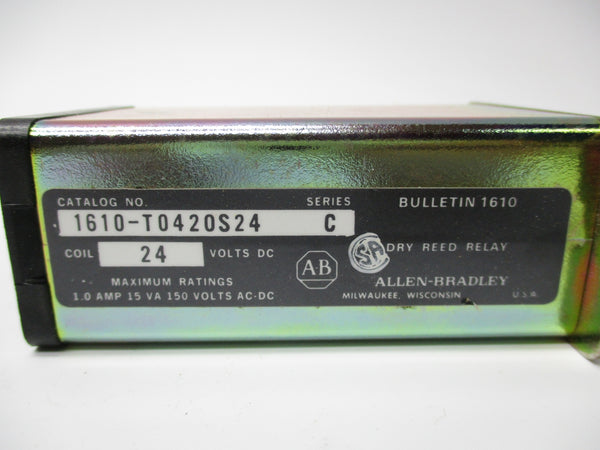 CATALOG NO. SERIES BULLETIN 1610
1610-T0420S24 C
COIL 24 VOLTS DC SA DRY REED RELAY
A-B
MAXIMUM RATINGS ALLEN-BRADLEY
1.0 AMP 15 VA 150 VOLTS AC-DC MILWAUKEE, WISCONSIN U.S.A.